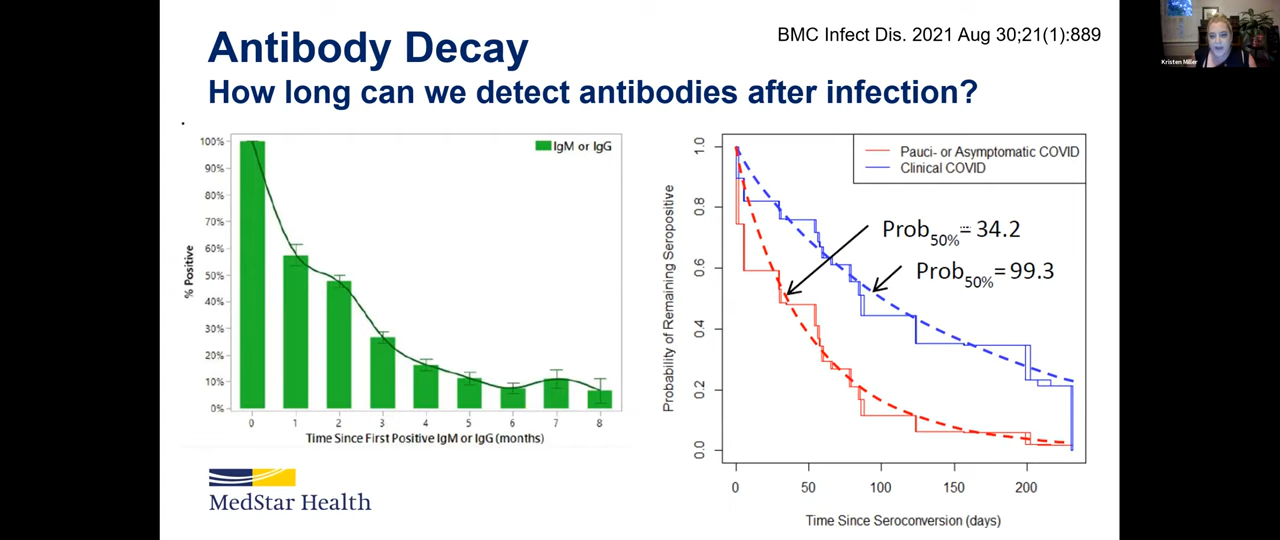 Antibody Decay
BMC Infect Dis. 2021 Aug 30;21(1):889
How long can we detect antibodies after infection?
Kristen Miller
IgM or IgG
100%
90%
80%
70%
60%
50%
40%
30%
20%
10%
0%
% Positive
0 1 2 3 4 5 6 7 8
Time Since First Positive IgM or IgG (months)
Pauci- or Asymptomatic COVID
Clinical COVID
Prob50%= 34.2
Prob50%= 99.3
1.0
0.8
0.6
0.4
0.2
0.0
Probability of Remaining Seropositive
0 50 100 150 200
Time Since Seroconversion (days)
MedStar Health